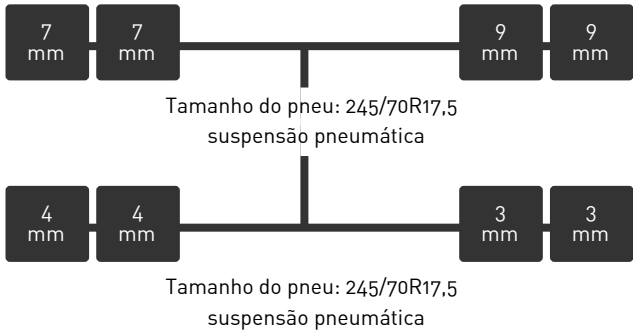 7 7 9 9
mm mm mm mm
Tamanho do pneu: 245/70R17,5
suspensão pneumática
4 4 3 3
mm mm mm mm
Tamanho do pneu: 245/70R17,5
suspensão pneumática